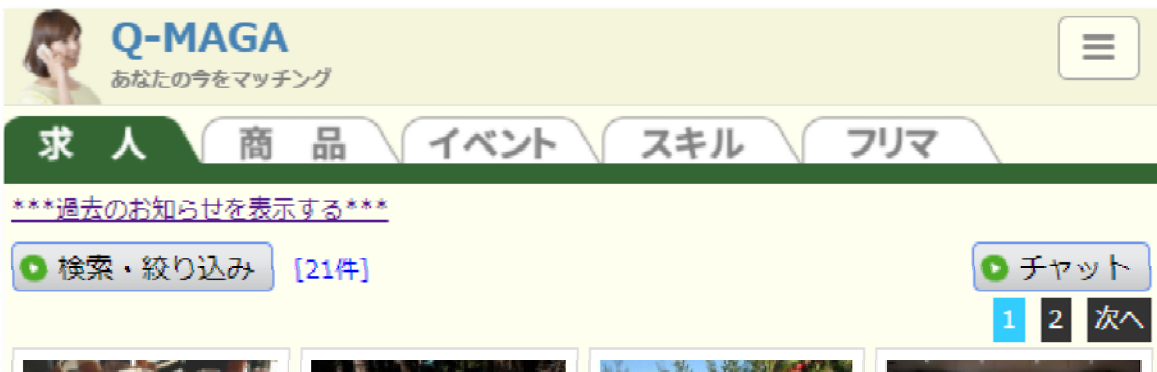 Q-MAGA
あなたの今をマッチング
求 人 商 品 イベント スキル フリマ
***過去のお知らせを表示する***
検索・絞り込み [21件] チャット
1 2 次へ